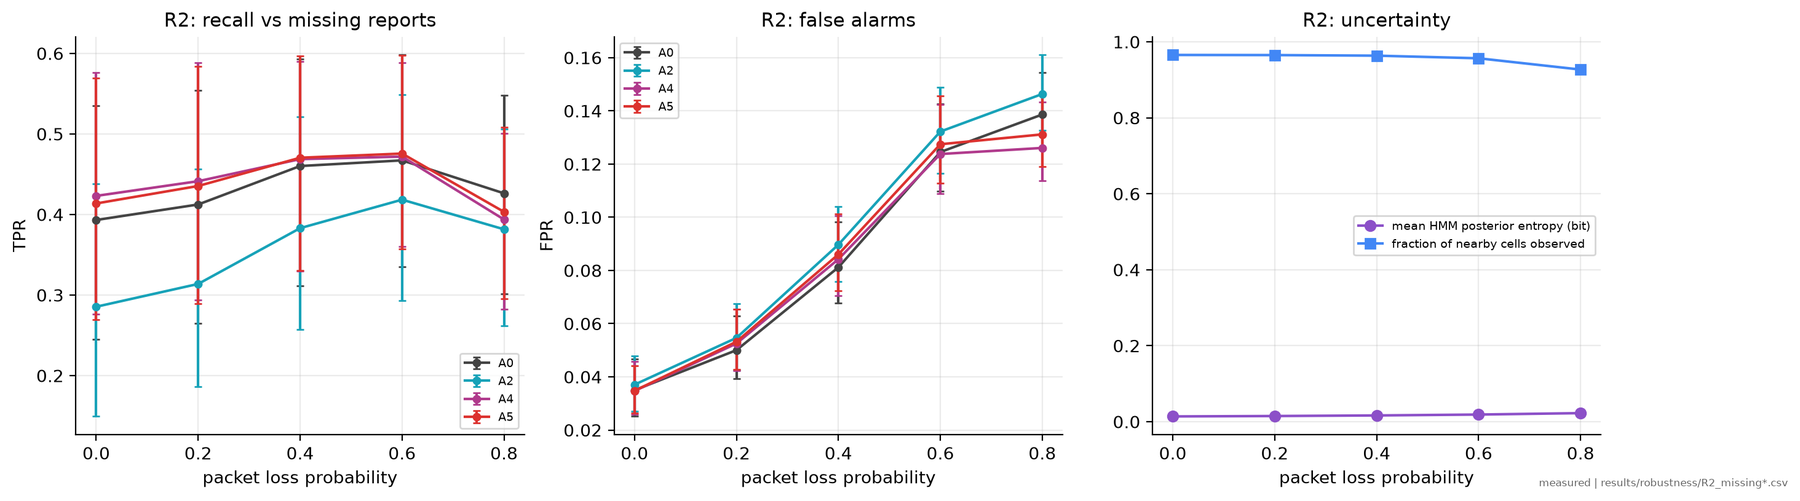 R2: recall vs missing reports
TPR
0.6
0.5
0.4
0.3
0.2
0.0 0.2 0.4 0.6 0.8
packet loss probability
A0
A2
A4
A5
R2: false alarms
FPR
0.16
0.14
0.12
0.10
0.08
0.06
0.04
0.02
0.0 0.2 0.4 0.6 0.8
packet loss probability
A0
A2
A4
A5
R2: uncertainty
1.0
0.8
0.6
0.4
0.2
0.0
0.0 0.2 0.4 0.6 0.8
packet loss probability
mean HMM posterior entropy (bit)
fraction of nearby cells observed
measured | results/robustness/R2_missing*.csv